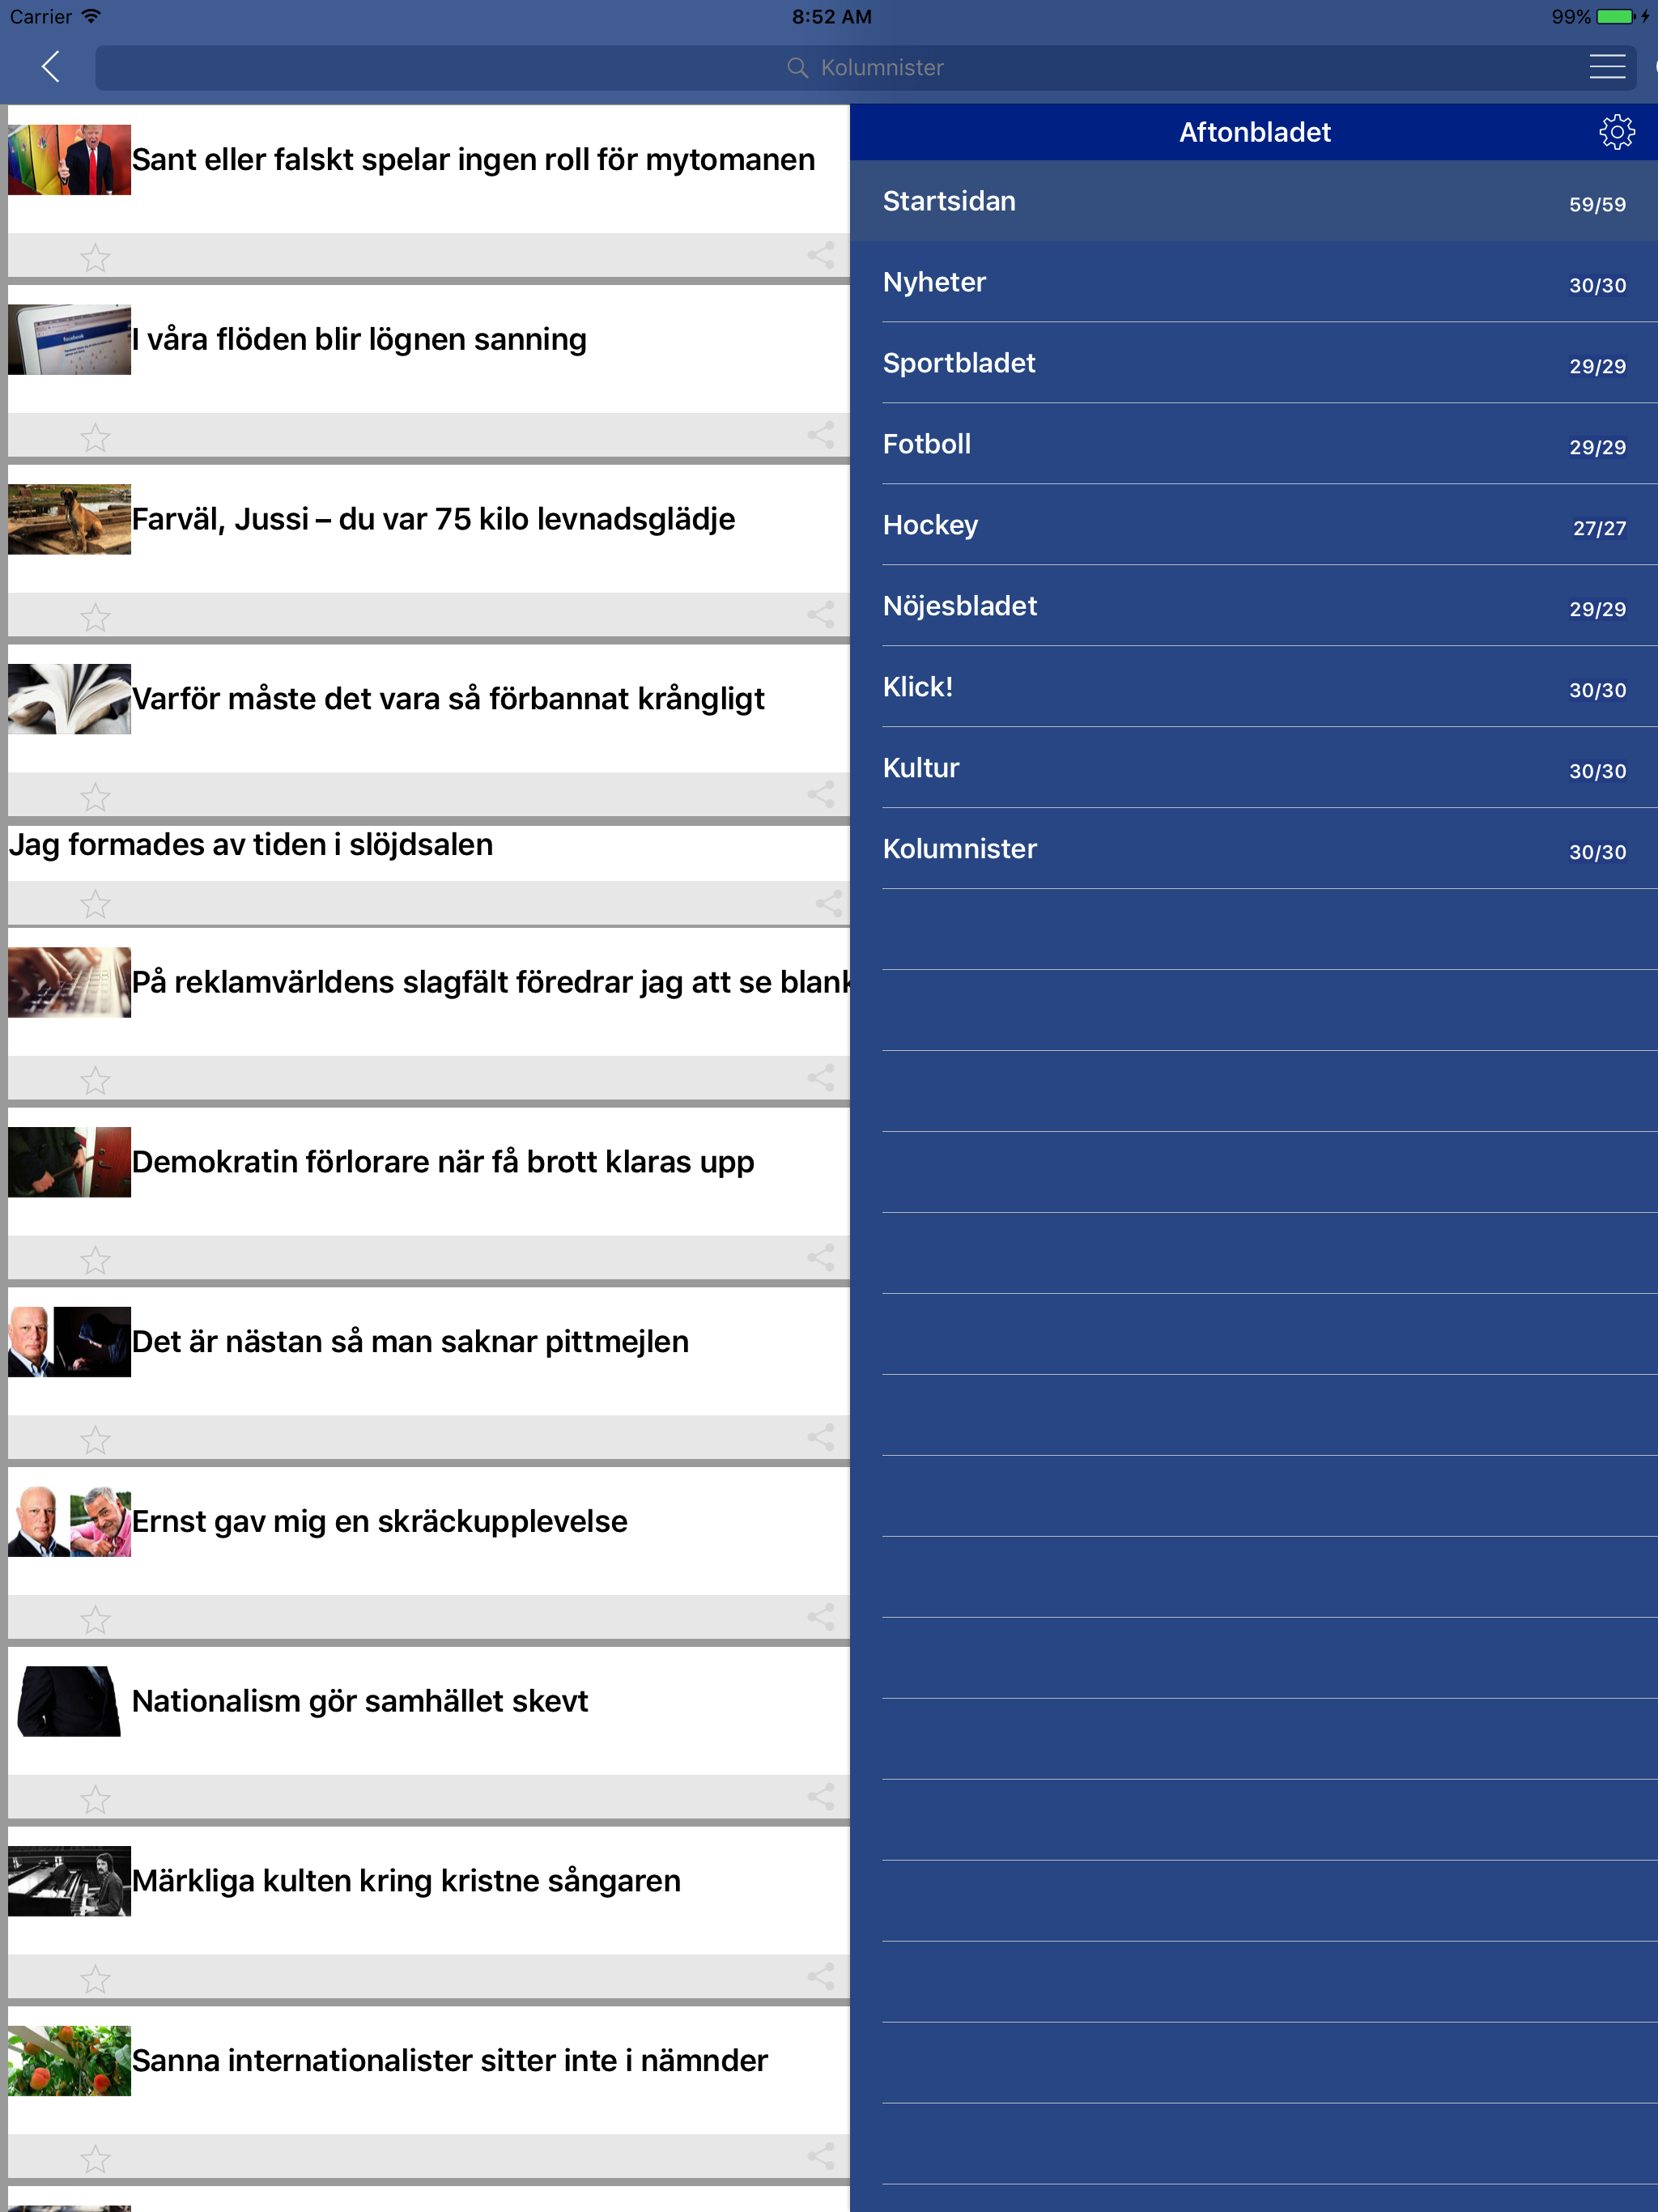 Carrier
8:52 AM
99%
Kolumnister
Sant eller falskt spelar ingen roll för mytomanen
I våra flöden blir lögnen sanning
Farväl, Jussi – du var 75 kilo levnadsglädje
Varför måste det vara så förbannat krångligt
Jag formades av tiden i slöjdsalen
På reklamvärldens slagfält föredrar jag att se blank
Demokratin förlorare när få brott klaras upp
Det är nästan så man saknar pittmejlen
Ernst gav mig en skräckupplevelse
Nationalism gör samhället skevt
Märkliga kulten kring kristne sångaren
Sanna internationalister sitter inte i nämnder
Aftonbladet
Startsidan 59/59
Nyheter 30/30
Sportbladet 29/29
Fotboll 29/29
Hockey 27/27
Nöjesbladet 29/29
Klick! 30/30
Kultur 30/30
Kolumnister 30/30